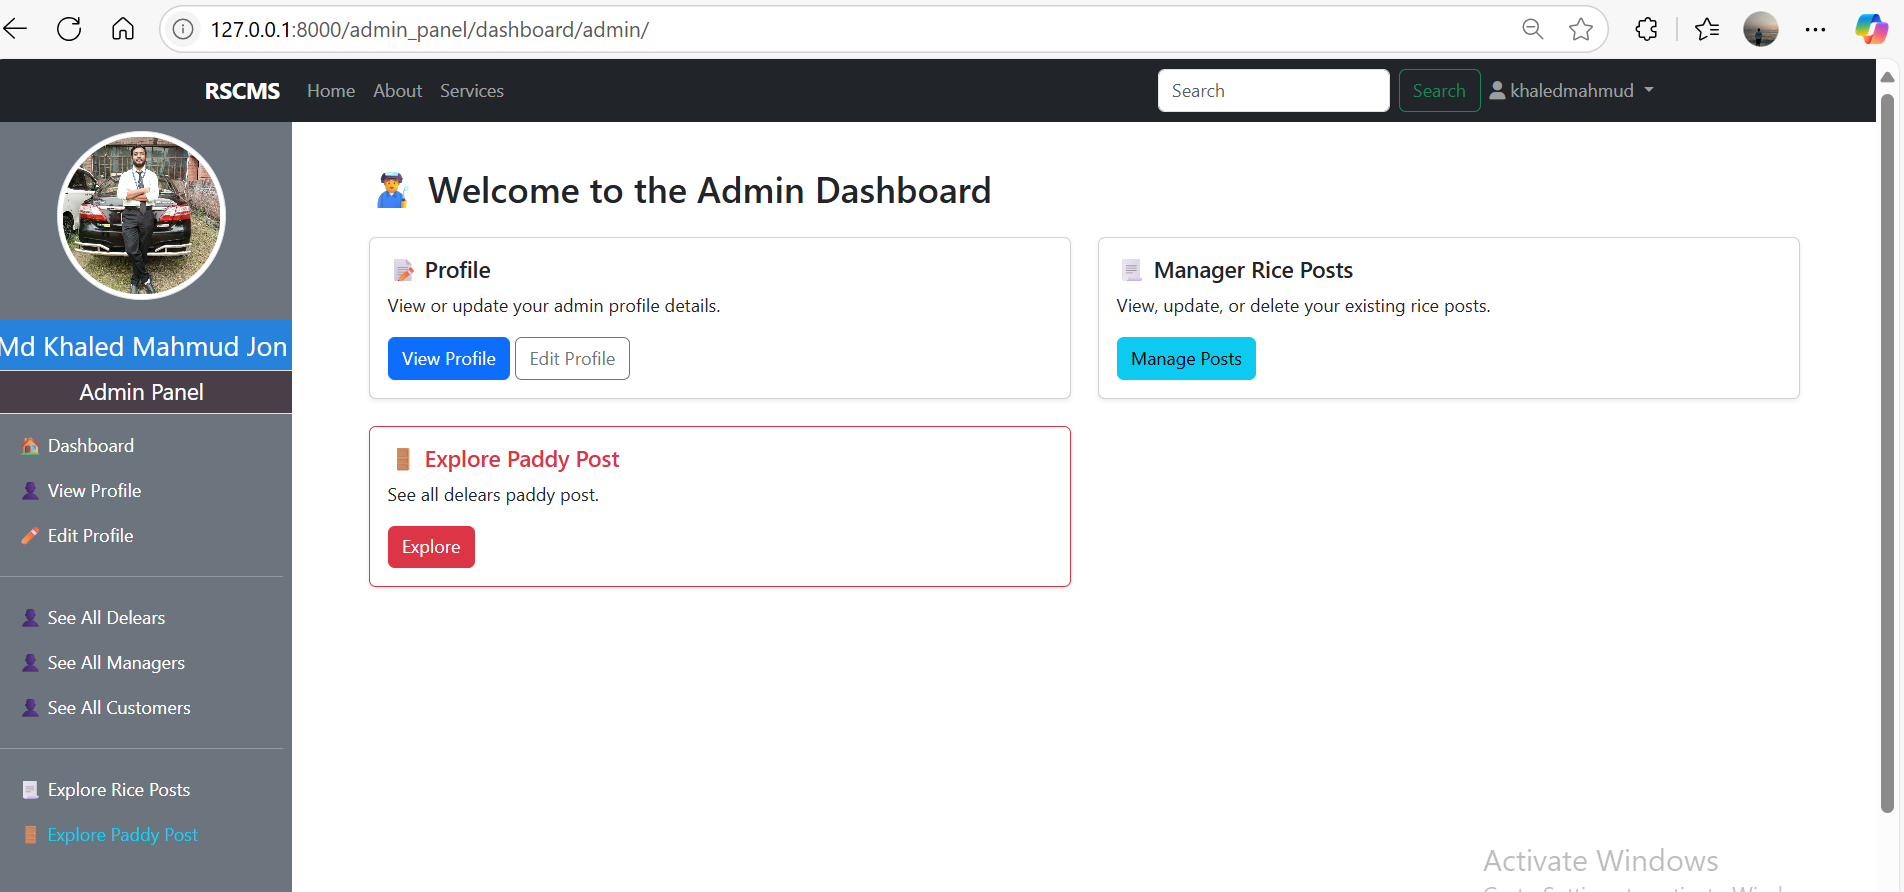 127.0.0.1:8000/admin_panel/dashboard/admin/
RSCMS Home About Services Search Search khaledmahmud
Md Khaled Mahmud Jon
Admin Panel
Dashboard
View Profile
Edit Profile
See All Delears
See All Managers
See All Customers
Explore Rice Posts
Explore Paddy Post
Welcome to the Admin Dashboard
Profile
View or update your admin profile details.
View Profile Edit Profile
Manager Rice Posts
View, update, or delete your existing rice posts.
Manage Posts
Explore Paddy Post
See all delears paddy post.
Explore
Activate Windows